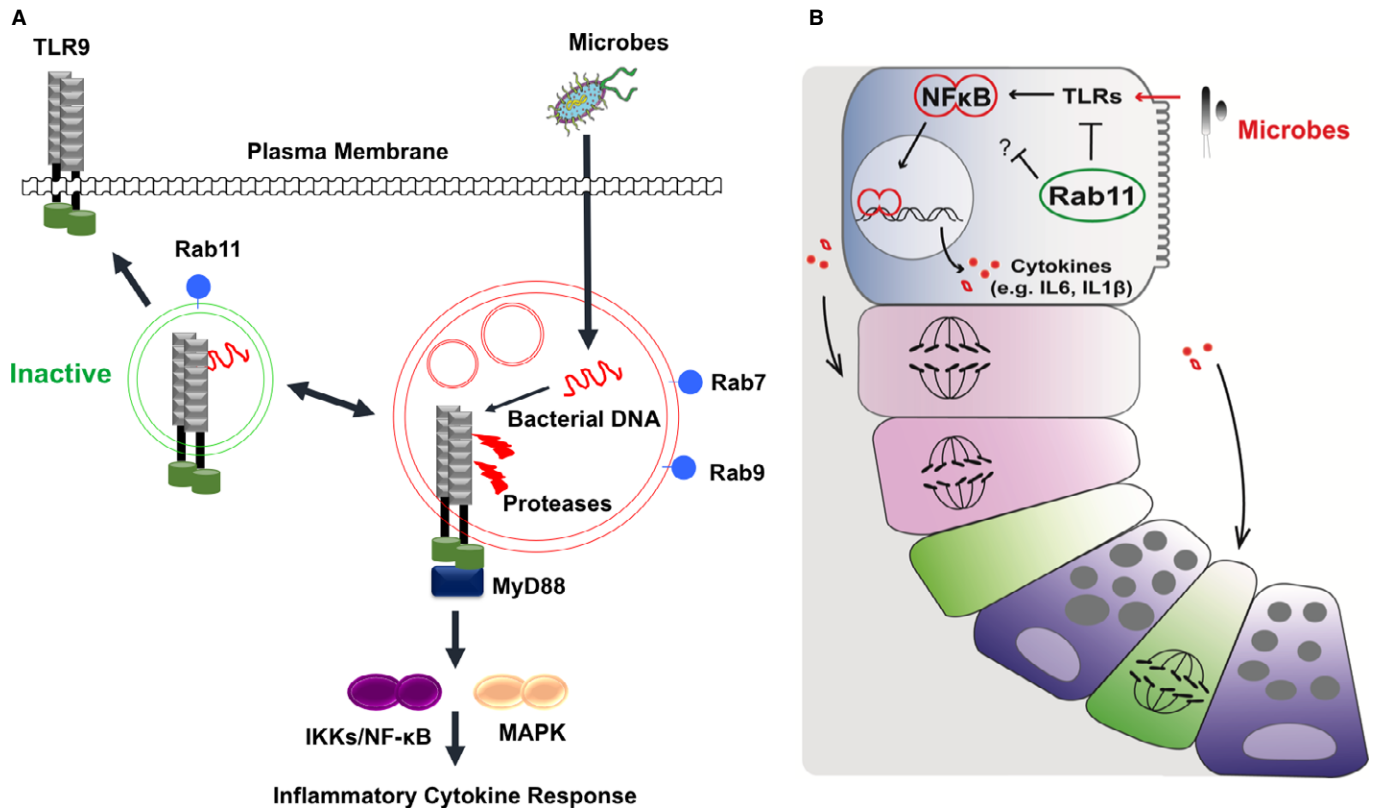 A
TLR9
Microbes
Plasma Membrane
Rab11
Inactive
Rab7
Bacterial DNA
Rab9
Proteases
MyD88
IKKs/NF-κB
MAPK
Inflammatory Cytokine Response
B
NFκB
TLRs
Microbes
?
Rab11
Cytokines
(e.g. IL6, IL1β)